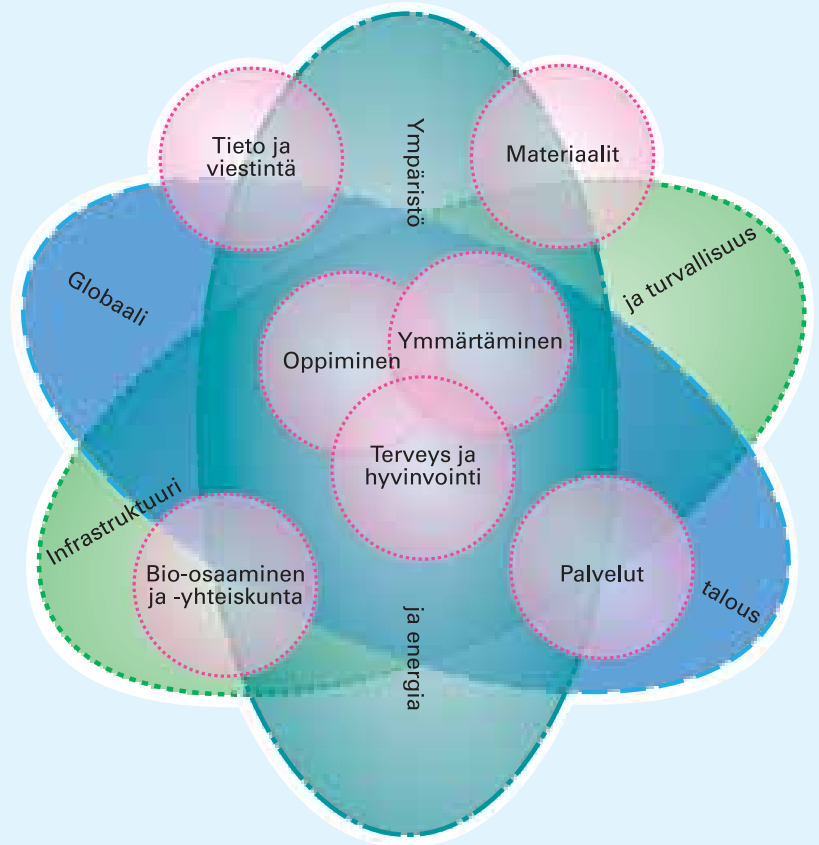 Tieto ja
viestintä
Ympäristö
Materiaalit
Globaali
ja turvallisuus
Oppiminen
Ymmärtäminen
Terveys ja
hyvinvointi
Infrastruktuuri
Bio-osaaminen
ja -yhteiskunta
Palvelut
talous
ja energia